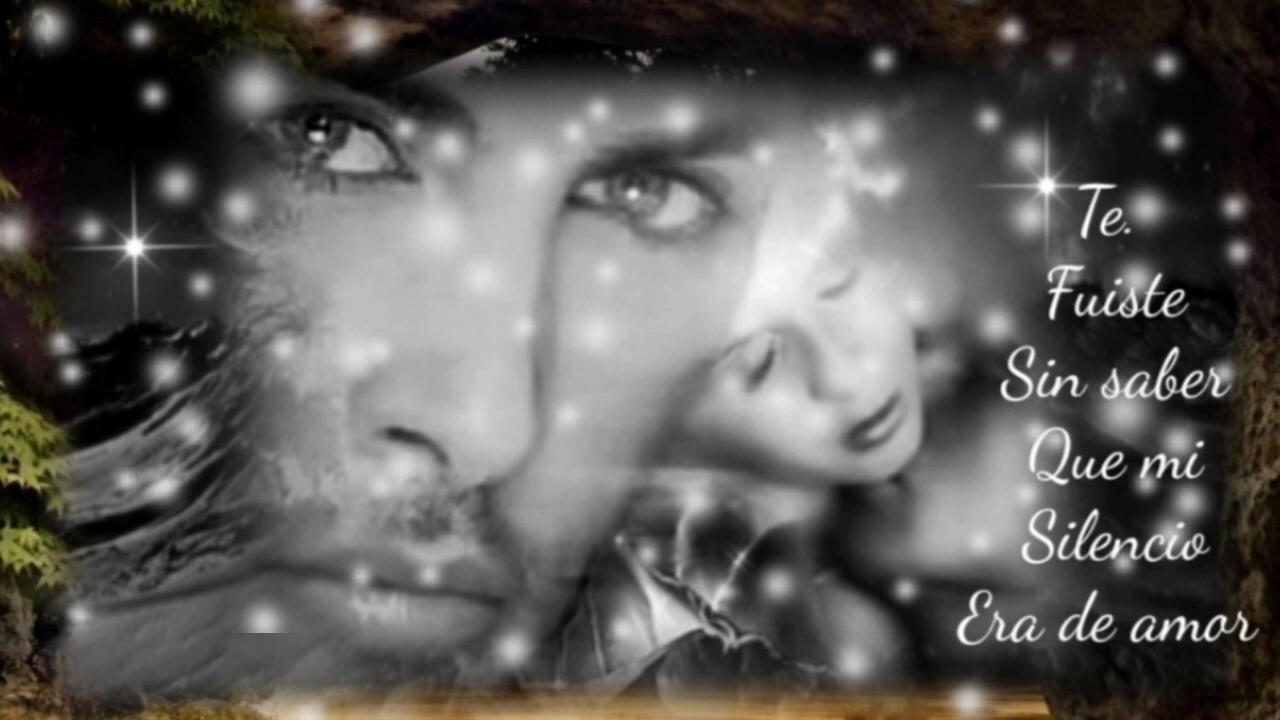 Te.
Fuiste
Sin saber
Que mi
Silencio
Era de amor